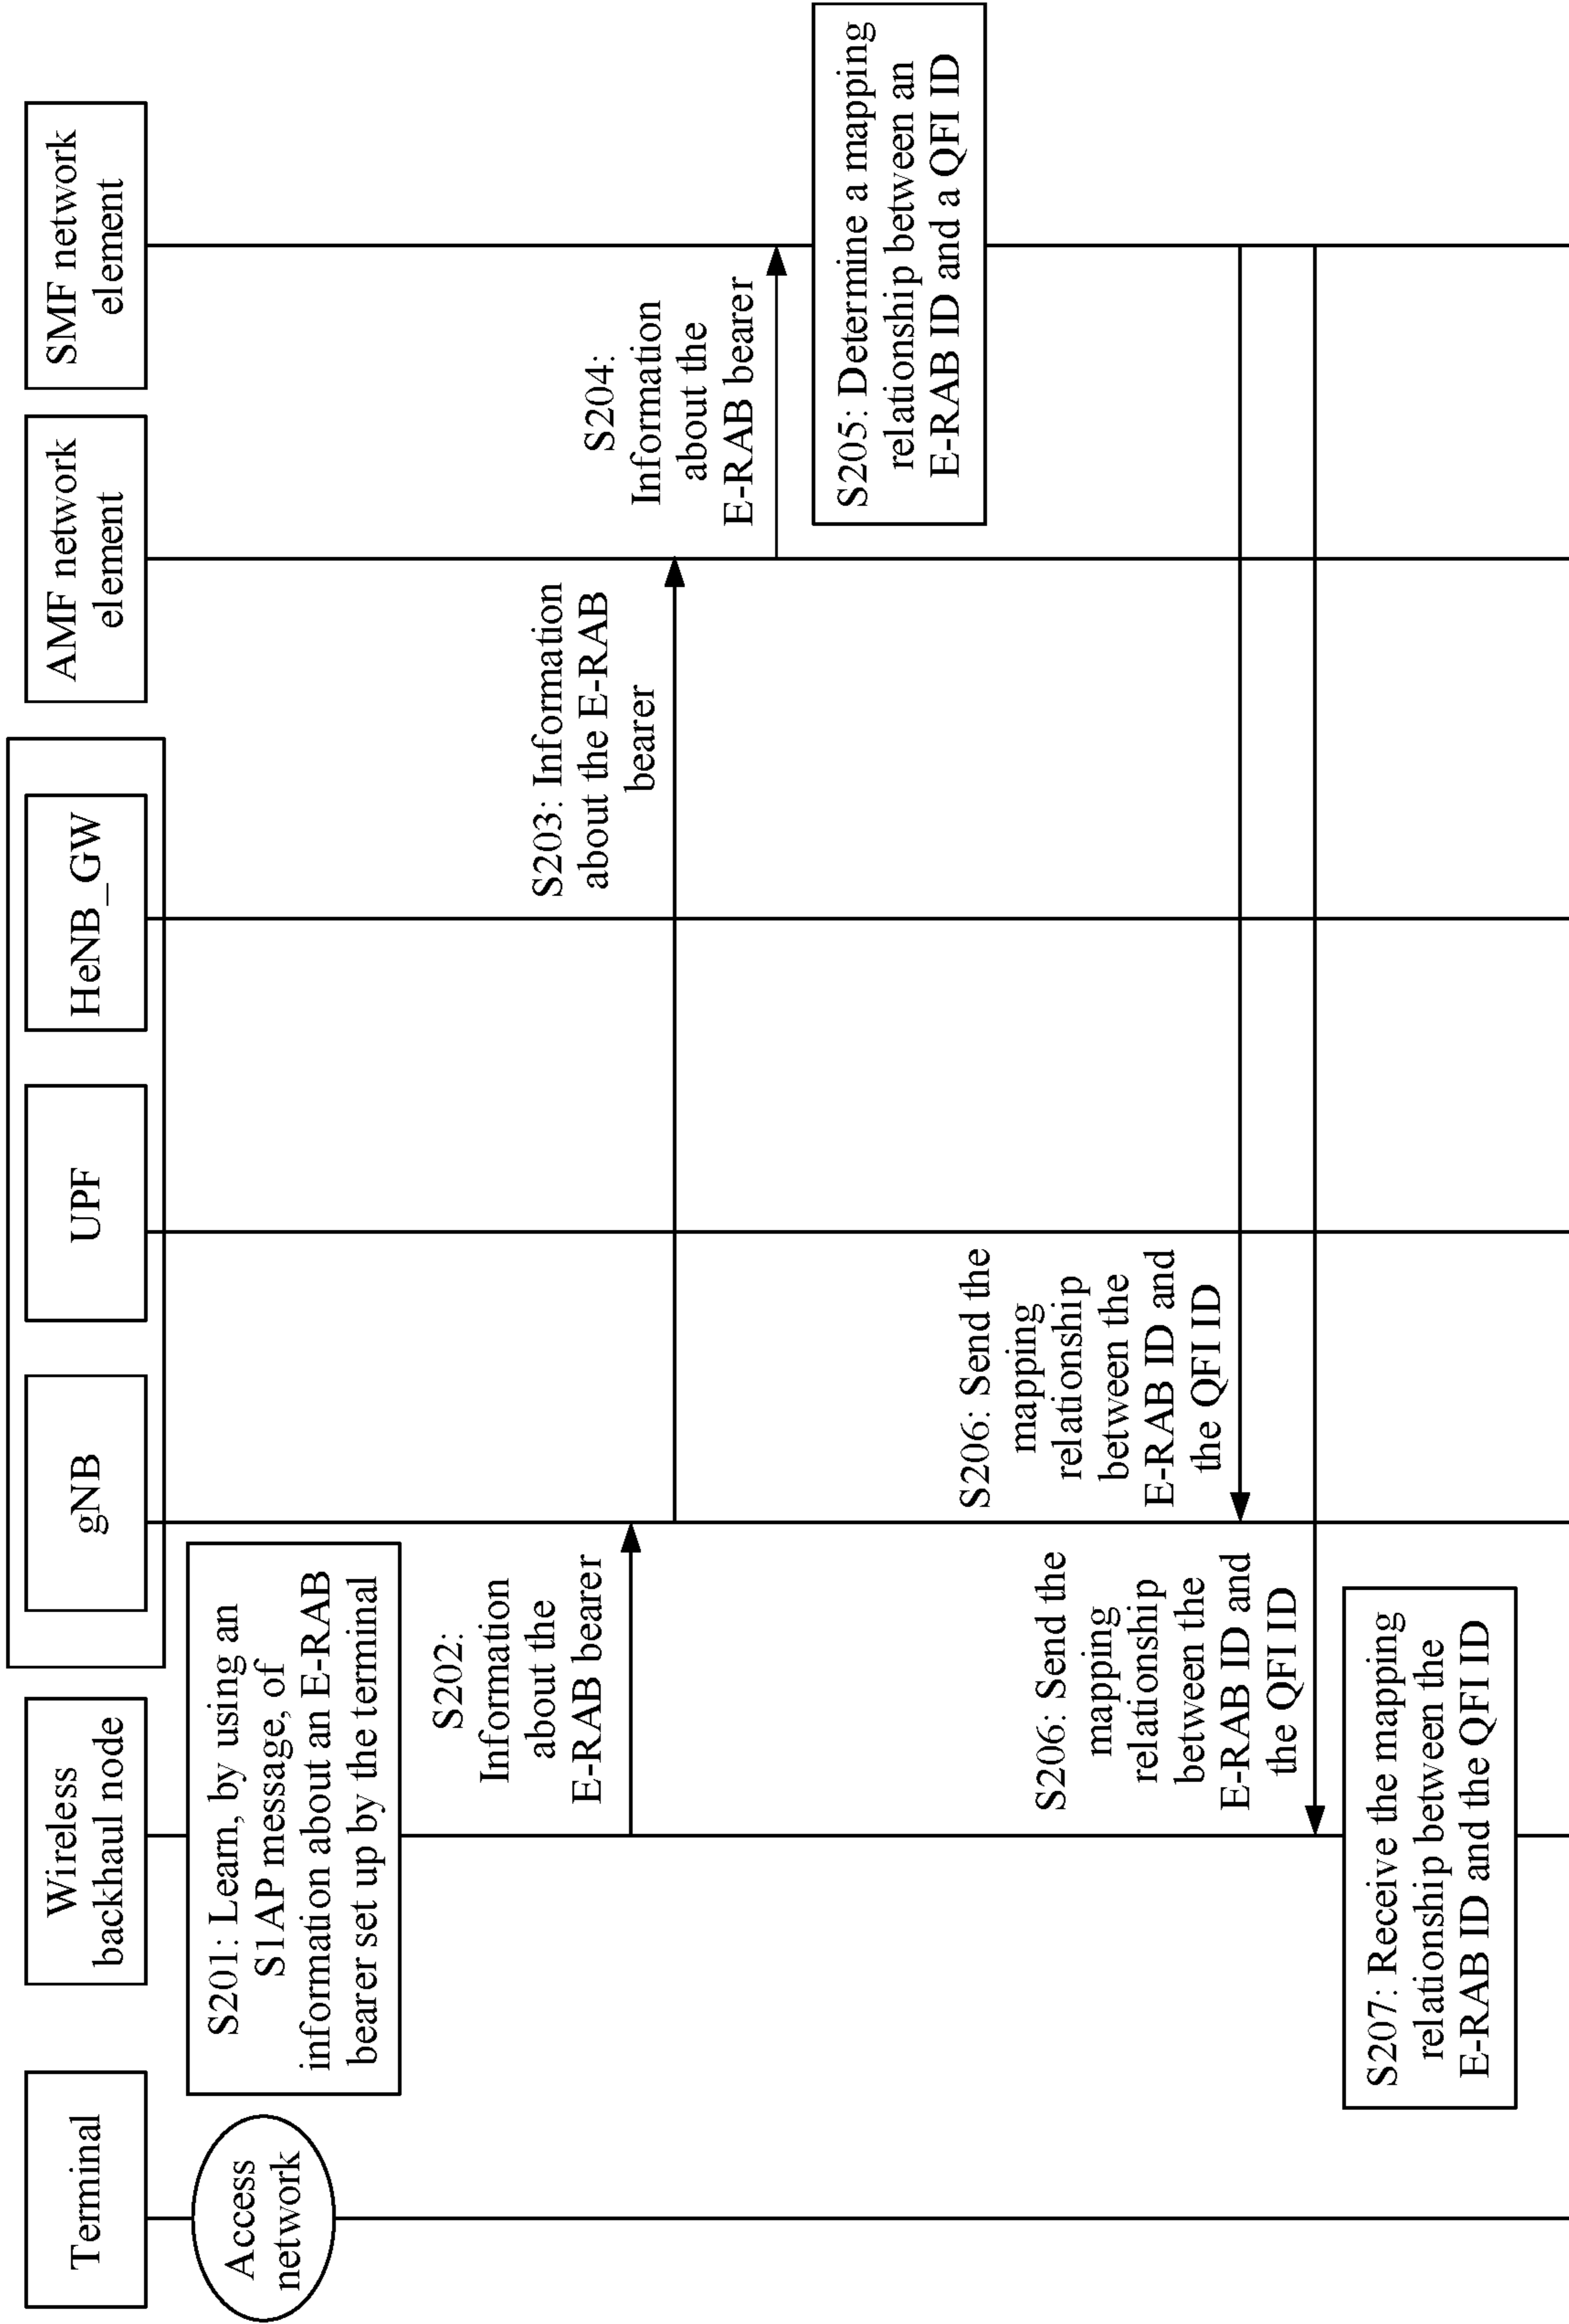 Terminal
Wireless
backhaul node
gNB
UPF
HeNB_GW
AMF network
element
SMF network
element
Access
network
S201: Learn, by using an
S1AP message, of
information about an E-RAB
bearer set up by the terminal
S202:
Information
about the
E-RAB bearer
S203: Information
about the E-RAB
bearer
S204:
Information
about the
E-RAB bearer
S205: Determine a mapping
relationship between an
E-RAB ID and a QFI ID
S206: Send the
mapping
relationship
between the
E-RAB ID and
the QFI ID
S206: Send the
mapping
relationship
between the
E-RAB ID and
the QFI ID
S207: Receive the mapping
relationship between the
E-RAB ID and the QFI ID